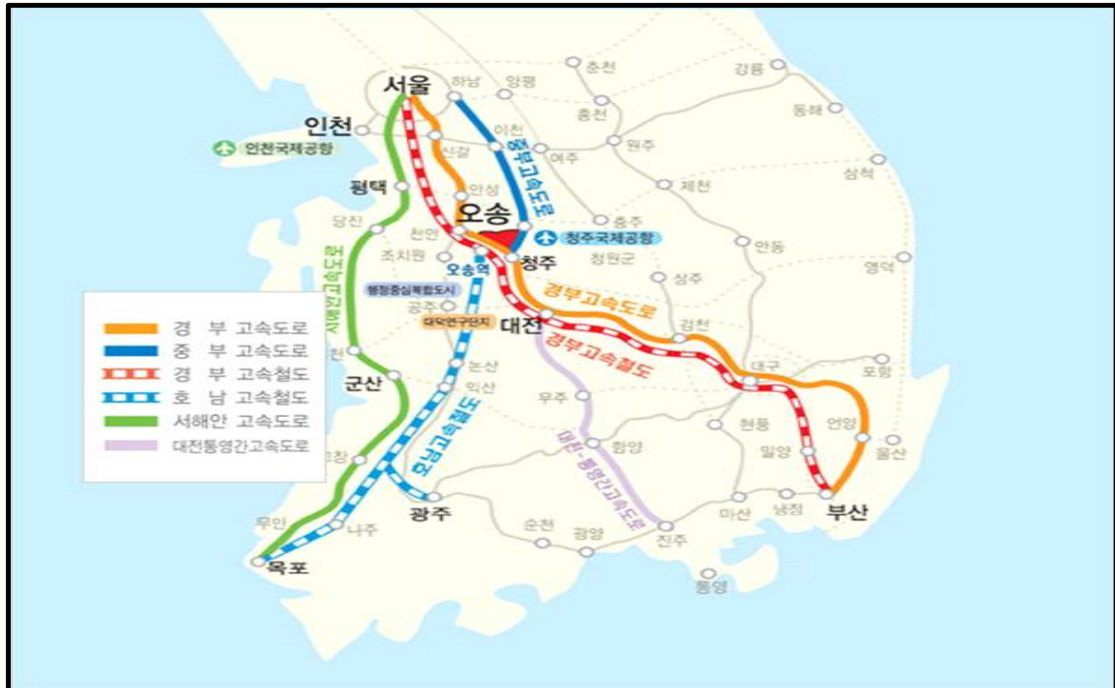 서울
하남
양평
춘천
강릉
홍천
동해
인천
이천
원주
신갈
여주
인천국제공항
중부고속도로
삼척
평택
안성
제천
오송
당진
천안
충주
청주국제공항
안동
조치원
오송역
청주
청원군
영덕
서해안고속도로
행정중심복합도시
상주
공주
경부고속도로
대덕연구단지
대전
김천
경부고속철도
경 부 고속도로
중 부 고속도로
경 부 고속철도
호 남 고속철도
서해안 고속도로
대전통영간고속도로
천
논산
대구
포항
군산
익산
무주
호남고속철도
현풍
언양
대전-통영간고속도로
함양
밀양
울산
창
광주
마산
냉정
부산
무안
나주
순천
광양
진주
목포
통영